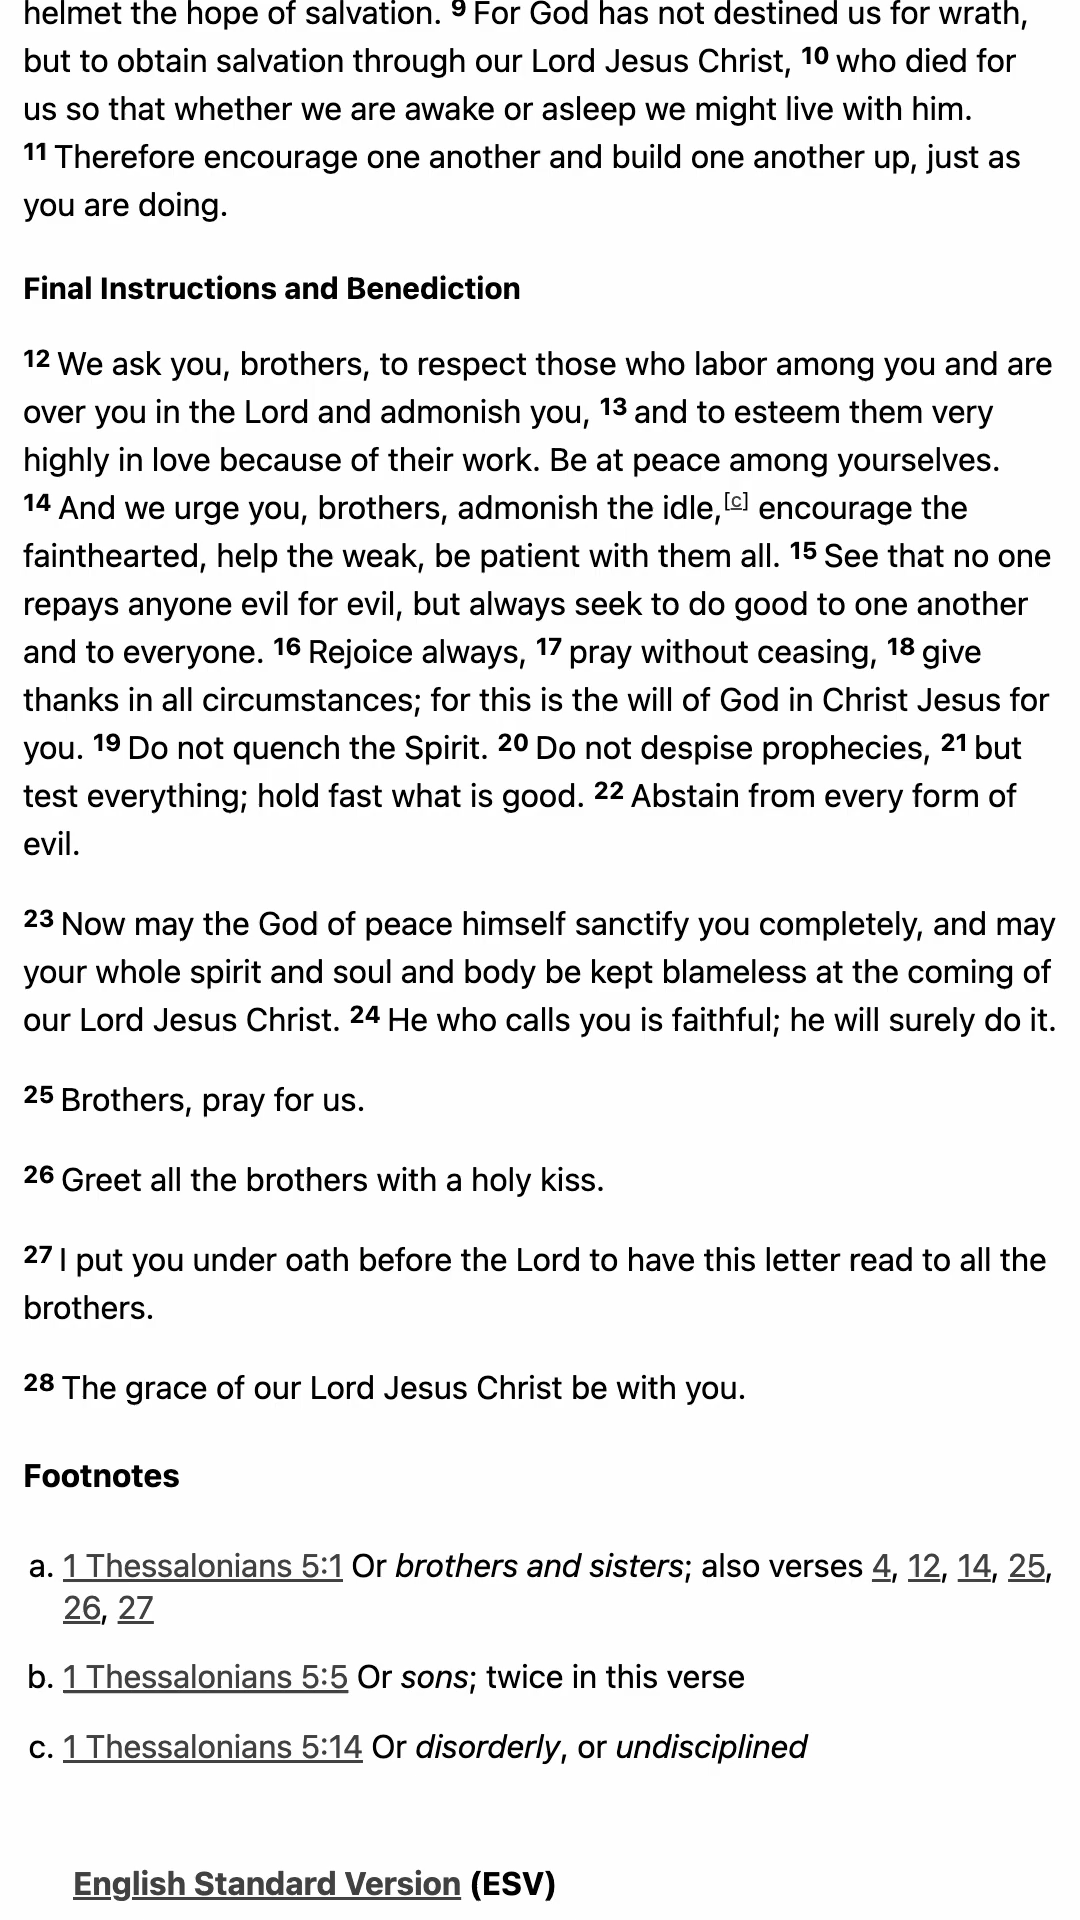 helmet the hope of salvation. 9 For God has not destined us for wrath,
but to obtain salvation through our Lord Jesus Christ, 10 who died for
us so that whether we are awake or asleep we might live with him.
11 Therefore encourage one another and build one another up, just as
you are doing.
Final Instructions and Benediction
12 We ask you, brothers, to respect those who labor among you and are
over you in the Lord and admonish you, 13 and to esteem them very
highly in love because of their work. Be at peace among yourselves.
14 And we urge you, brothers, admonish the idle,[c] encourage the
fainthearted, help the weak, be patient with them all. 15 See that no one
repays anyone evil for evil, but always seek to do good to one another
and to everyone. 16 Rejoice always, 17 pray without ceasing, 18 give
thanks in all circumstances; for this is the will of God in Christ Jesus for
you. 19 Do not quench the Spirit. 20 Do not despise prophecies, 21 but
test everything; hold fast what is good. 22 Abstain from every form of
evil.
23 Now may the God of peace himself sanctify you completely, and may
your whole spirit and soul and body be kept blameless at the coming of
our Lord Jesus Christ. 24 He who calls you is faithful; he will surely do it.
25 Brothers, pray for us.
26 Greet all the brothers with a holy kiss.
27 I put you under oath before the Lord to have this letter read to all the
brothers.
28 The grace of our Lord Jesus Christ be with you.
Footnotes
a. 1 Thessalonians 5:1 Or brothers and sisters; also verses 4, 12, 14, 25,
26, 27
b. 1 Thessalonians 5:5 Or sons; twice in this verse
c. 1 Thessalonians 5:14 Or disorderly, or undisciplined
English Standard Version (ESV)